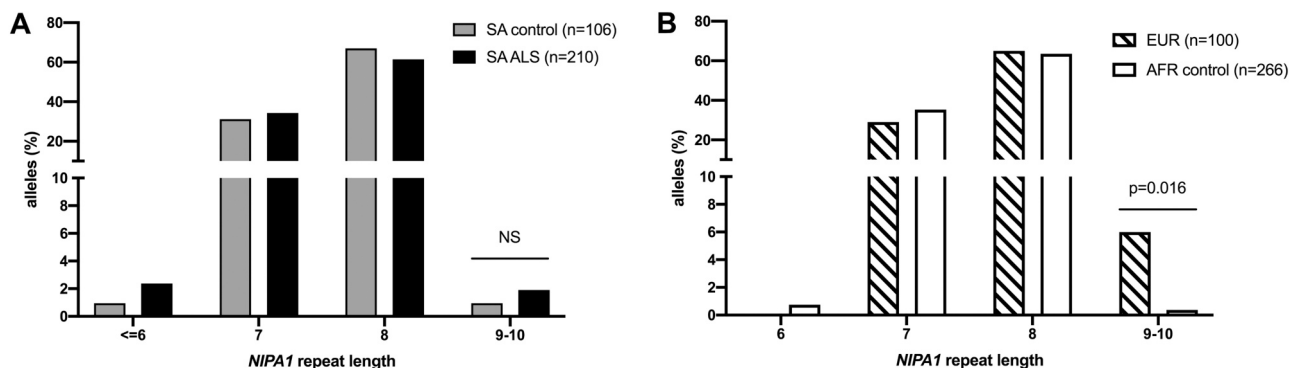 A
SA control (n=106)
SA ALS (n=210)
80
60
40
20
10
8
6
4
2
0
alleles (%)
NS
<=6 7 8 9-10
NIPA1 repeat length
B
EUR (n=100)
AFR control (n=266)
80
60
40
20
10
8
6
4
2
0
alleles (%)
p=0.016
6 7 8 9-10
NIPA1 repeat length